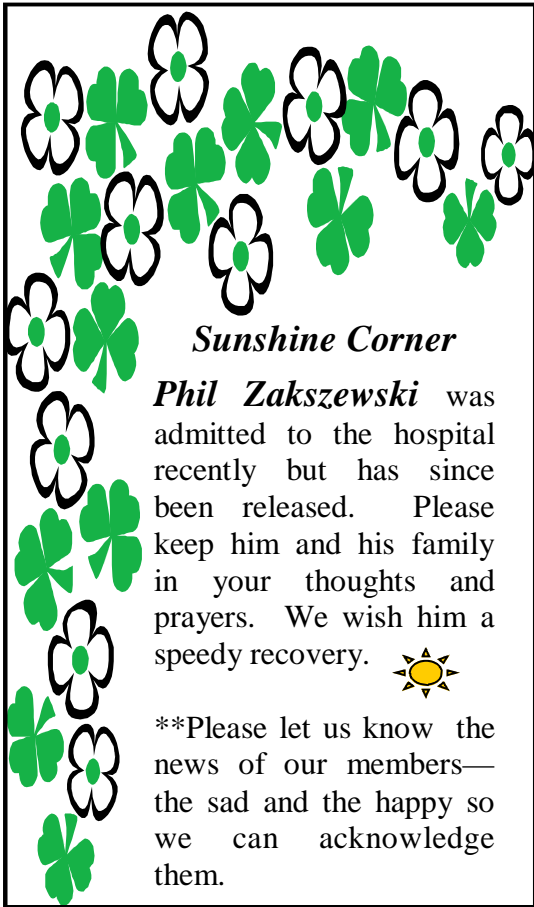 Sunshine Corner
Phil Zakszewski was
admitted to the hospital
recently but has since
been released. Please
keep him and his family
in your thoughts and
prayers. We wish him a
speedy recovery.
**Please let us know the
news of our members—
the sad and the happy so
we can acknowledge
them.